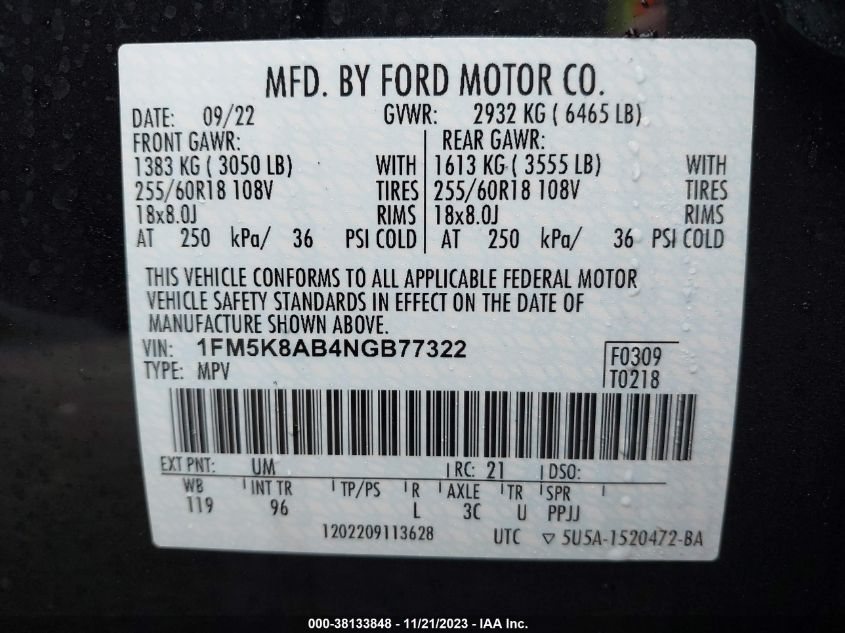 MFD. BY FORD MOTOR CO.
DATE: 09/22 GVWR: 2932 KG ( 6465 LB)
FRONT GAWR: REAR GAWR:
1383 KG ( 3050 LB) WITH 1613 KG ( 3555 LB) WITH
255/60R18 108V TIRES 255/60R18 108V TIRES
18x8.0J RIMS 18x8.0J RIMS
AT 250 kPa/ 36 PSI COLD AT 250 kPa/ 36 PSI COLD
THIS VEHICLE CONFORMS TO ALL APPLICABLE FEDERAL MOTOR
VEHICLE SAFETY STANDARDS IN EFFECT ON THE DATE OF
MANUFACTURE SHOWN ABOVE.
VIN: 1FM5K8AB4NGB77322 F0309
TYPE: MPV T0218
EXT PNT: UM RC: 21 DSO:
WB INT TR TP/PS R AXLE TR SPR
119 96 L 3C U PPJJ
1202209113628 UTC ▽ 5U5A-1520472-BA
000-38133848 - 11/21/2023 - IAA Inc.